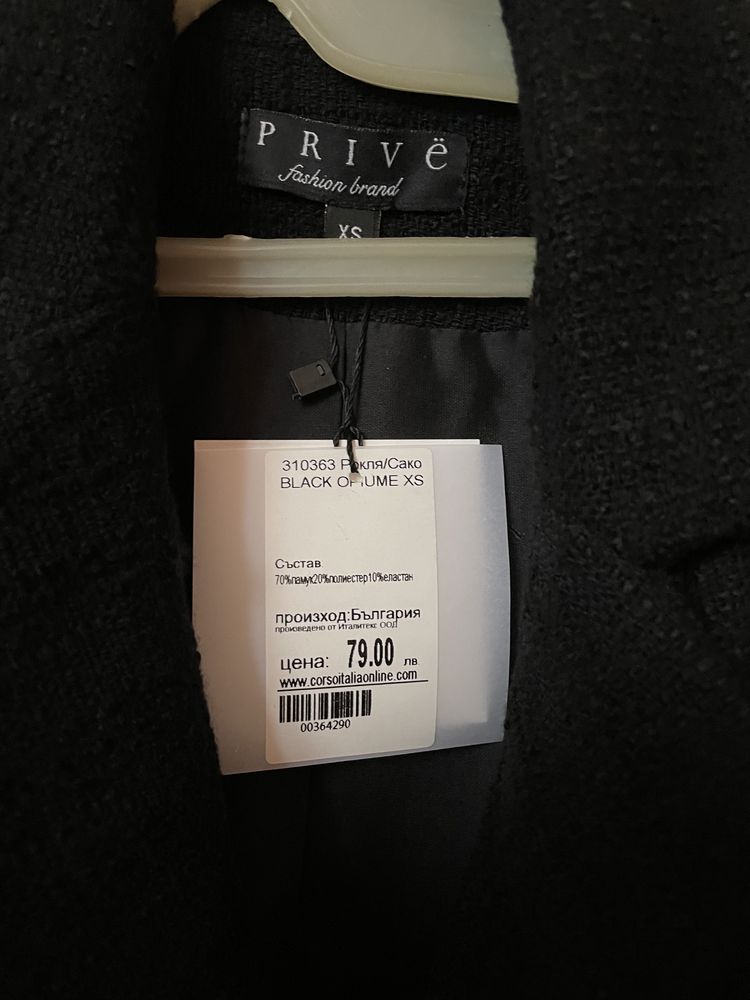 PRIVë
fashion brand
XS
310363 Рокля/Сако
BLACK OPIUME XS
Състав
70%памук20%полиестер10%еластан
произход:България
произведено от Италитекс ООД
цена: 79.00 лв.
www.corsoitaliaonline.com
00364290